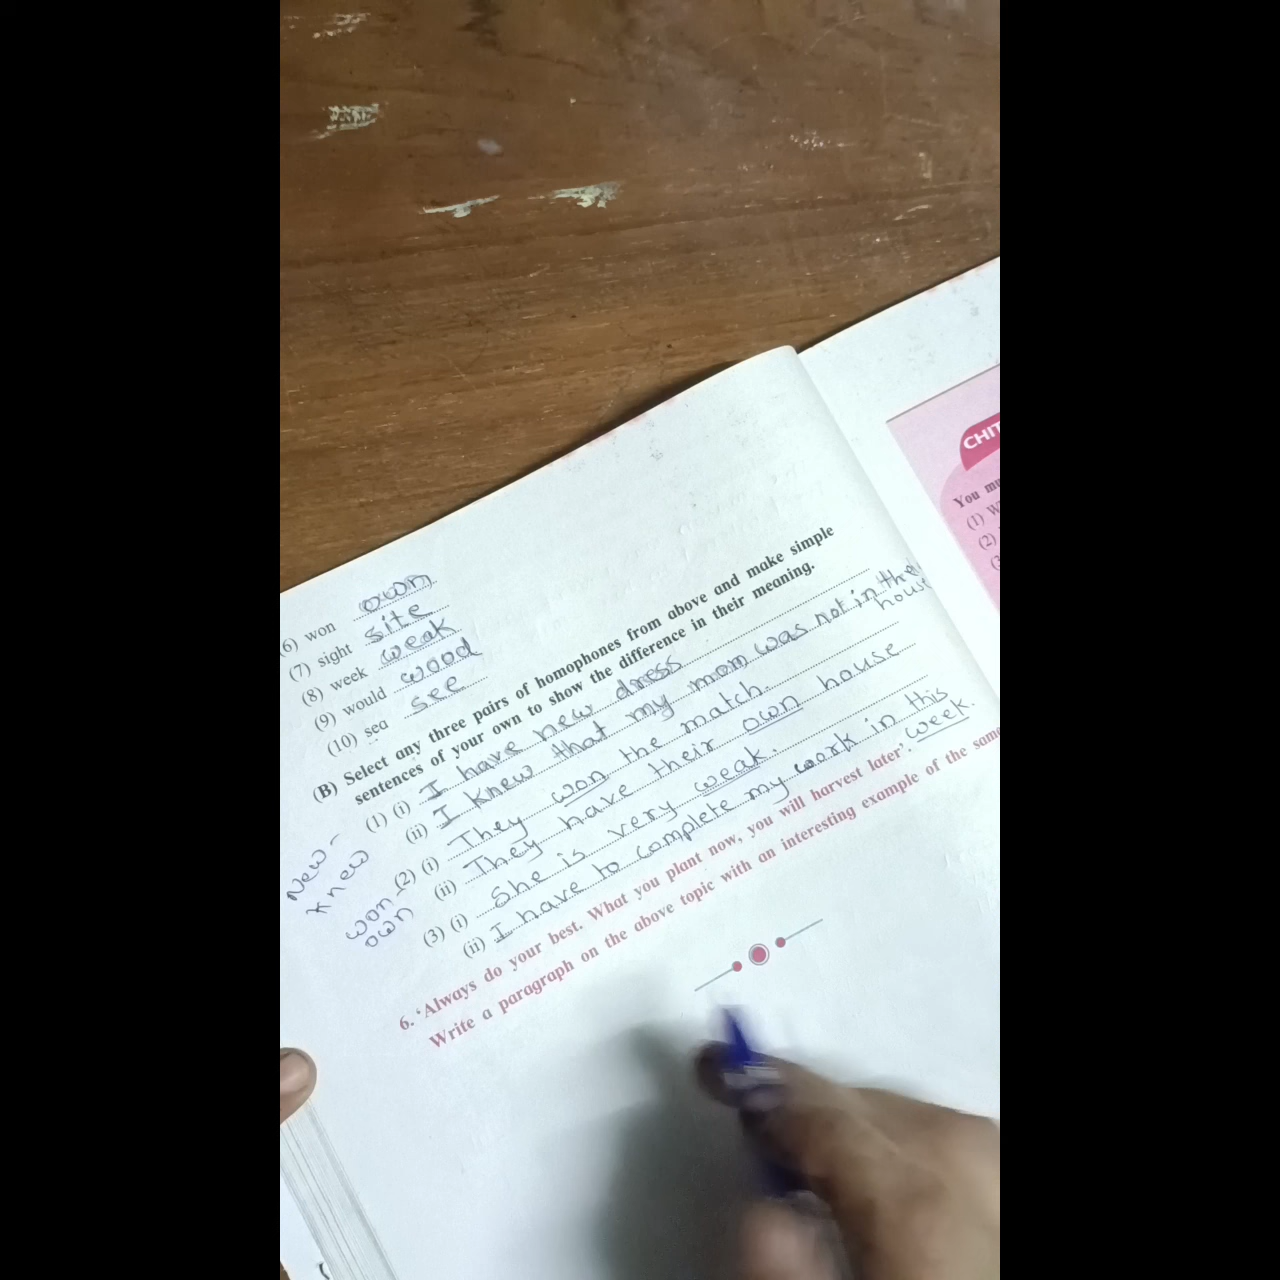 (6) won own
(7) sight site
(8) week weak
(9) would wood
(10) sea see
(B) Select any three pairs of homophones from above and make simple
sentences of your own to show the difference in their meaning.
(1) (i) I have new dress
(ii) I knew that my mom was not in the
house
New -
knew
(2) (i) They won the match.
(ii) They have their own house
won -
own
(3) (i) She is very weak.
(ii) I have to complete my work in this
week.
6. 'Always do your best. What you plant now, you will harvest later'.
Write a paragraph on the above topic with an interesting example of the same
CHIT
You mu
(1) W
(2)